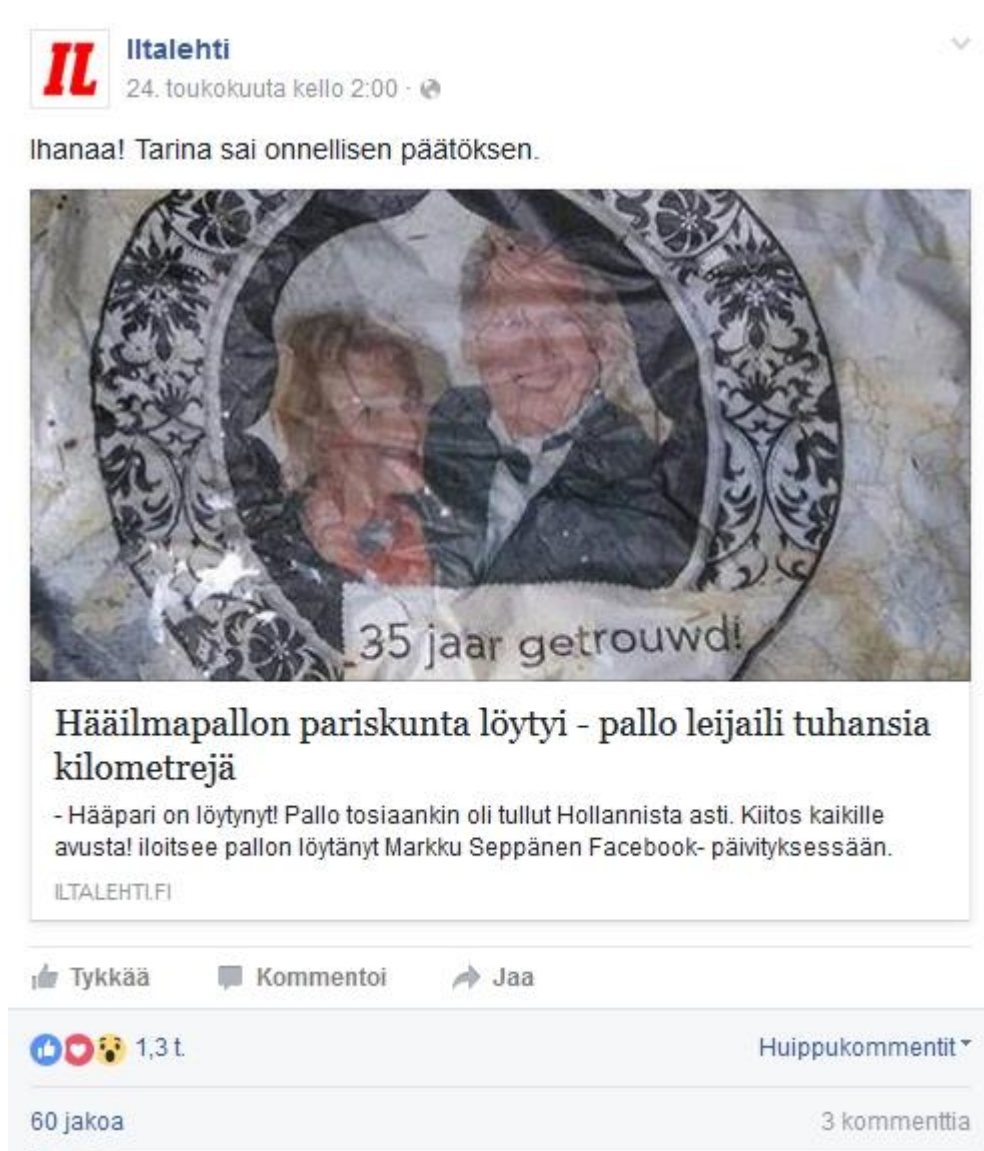 IL
Iltalehti
24. toukokuuta kello 2:00 ·
Ihanaa! Tarina sai onnellisen päätöksen.
35 jaar getrouwd!
Hääilmapallon pariskunta löytyi - pallo leijaili tuhansia
kilometrejä
- Hääpari on löytynyt! Pallo tosiaankin oli tullut Hollannista asti. Kiitos kaikille
avusta! iloitsee pallon löytänyt Markku Seppänen Facebook- päivityksessään.
ILTALEHTI.FI
Tykkää Kommentoi Jaa
1,3 t. Huippukommentit
60 jakoa 3 kommenttia